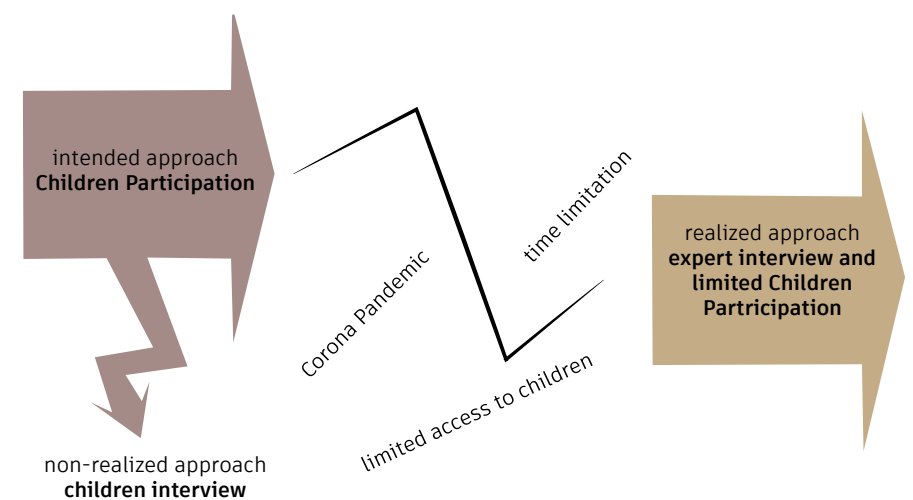 intended approach
Children Participation
non-realized approach
children interview
Corona Pandemic
time limitation
limited access to children
realized approach
expert interview and
limited Children
Partricipation